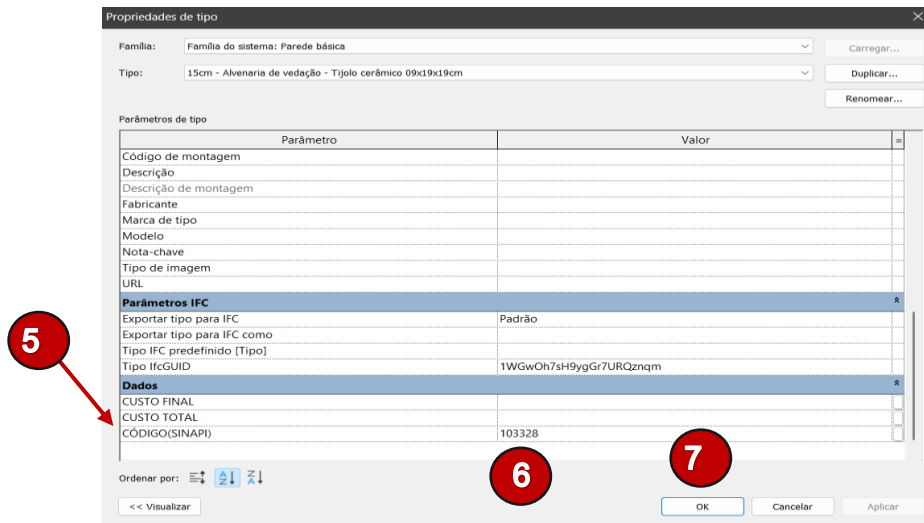 Propriedades de tipo
Família: Família do sistema: Parede básica Carregar...
Tipo: 15cm - Alvenaria de vedação - Tijolo cerâmico 09x19x19cm Duplicar...
Renomear...
Parâmetros de tipo
Parâmetro Valor =
Código de montagem
Descrição
Descrição de montagem
Fabricante
Marca de tipo
Modelo
Nota-chave
Tipo de imagem
URL
Parâmetros IFC
Exportar tipo para IFC Padrão
Exportar tipo para IFC como
Tipo IFC predefinido [Tipo]
Tipo IfcGUID 1WGwOh7sH9ygGr7URQznqm
Dados
CUSTO FINAL
CUSTO TOTAL
CÓDIGO(SINAPI) 103328
5
6
7
Ordenar por:
<< Visualizar OK Cancelar Aplicar